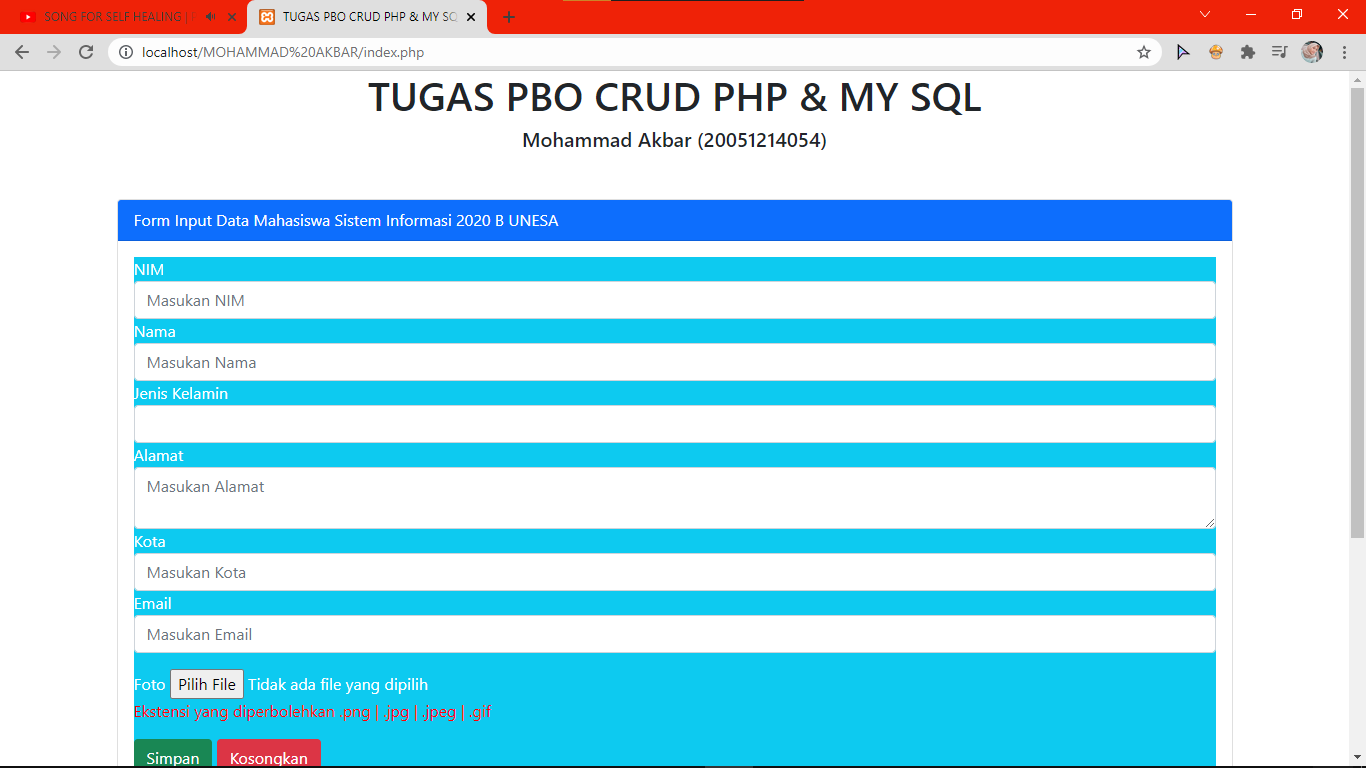 SONG FOR SELF HEALING |
TUGAS PBO CRUD PHP & MY SQ
localhost/MOHAMMAD%20AKBAR/index.php
TUGAS PBO CRUD PHP & MY SQL
Mohammad Akbar (20051214054)
Form Input Data Mahasiswa Sistem Informasi 2020 B UNESA
NIM
Masukan NIM
Nama
Masukan Nama
Jenis Kelamin
Alamat
Masukan Alamat
Kota
Masukan Kota
Email
Masukan Email
Foto Pilih File Tidak ada file yang dipilih
Ekstensi yang diperbolehkan .png | .jpg | .jpeg | .gif
Simpan Kosongkan